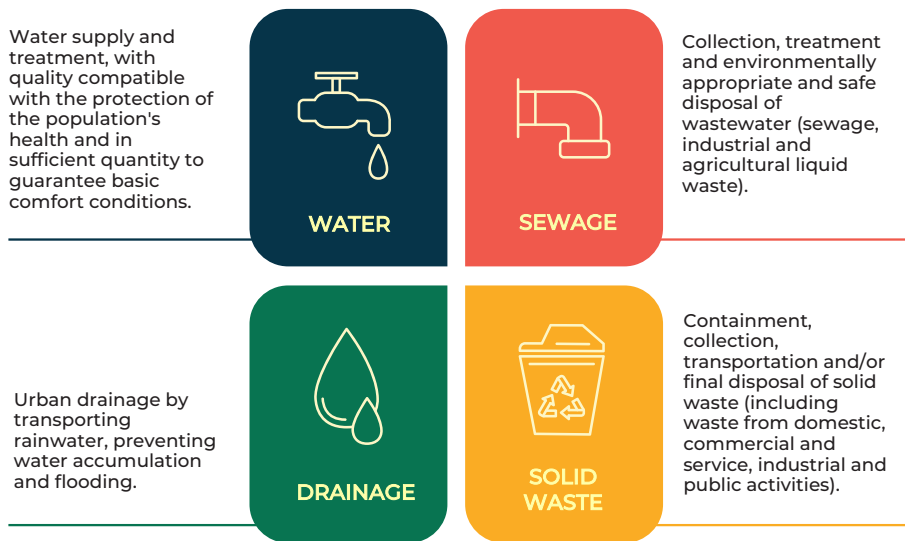 Water supply and
treatment, with
quality compatible
with the protection of
the population's
health and in
sufficient quantity to
guarantee basic
comfort conditions.
WATER
SEWAGE
Collection, treatment
and environmentally
appropriate and safe
disposal of
wastewater (sewage,
industrial and
agricultural liquid
waste).
Urban drainage by
transporting
rainwater, preventing
water accumulation
and flooding.
DRAINAGE
SOLID
WASTE
Containment,
collection,
transportation and/or
final disposal of solid
waste (including
waste from domestic,
commercial and
service, industrial and
public activities).